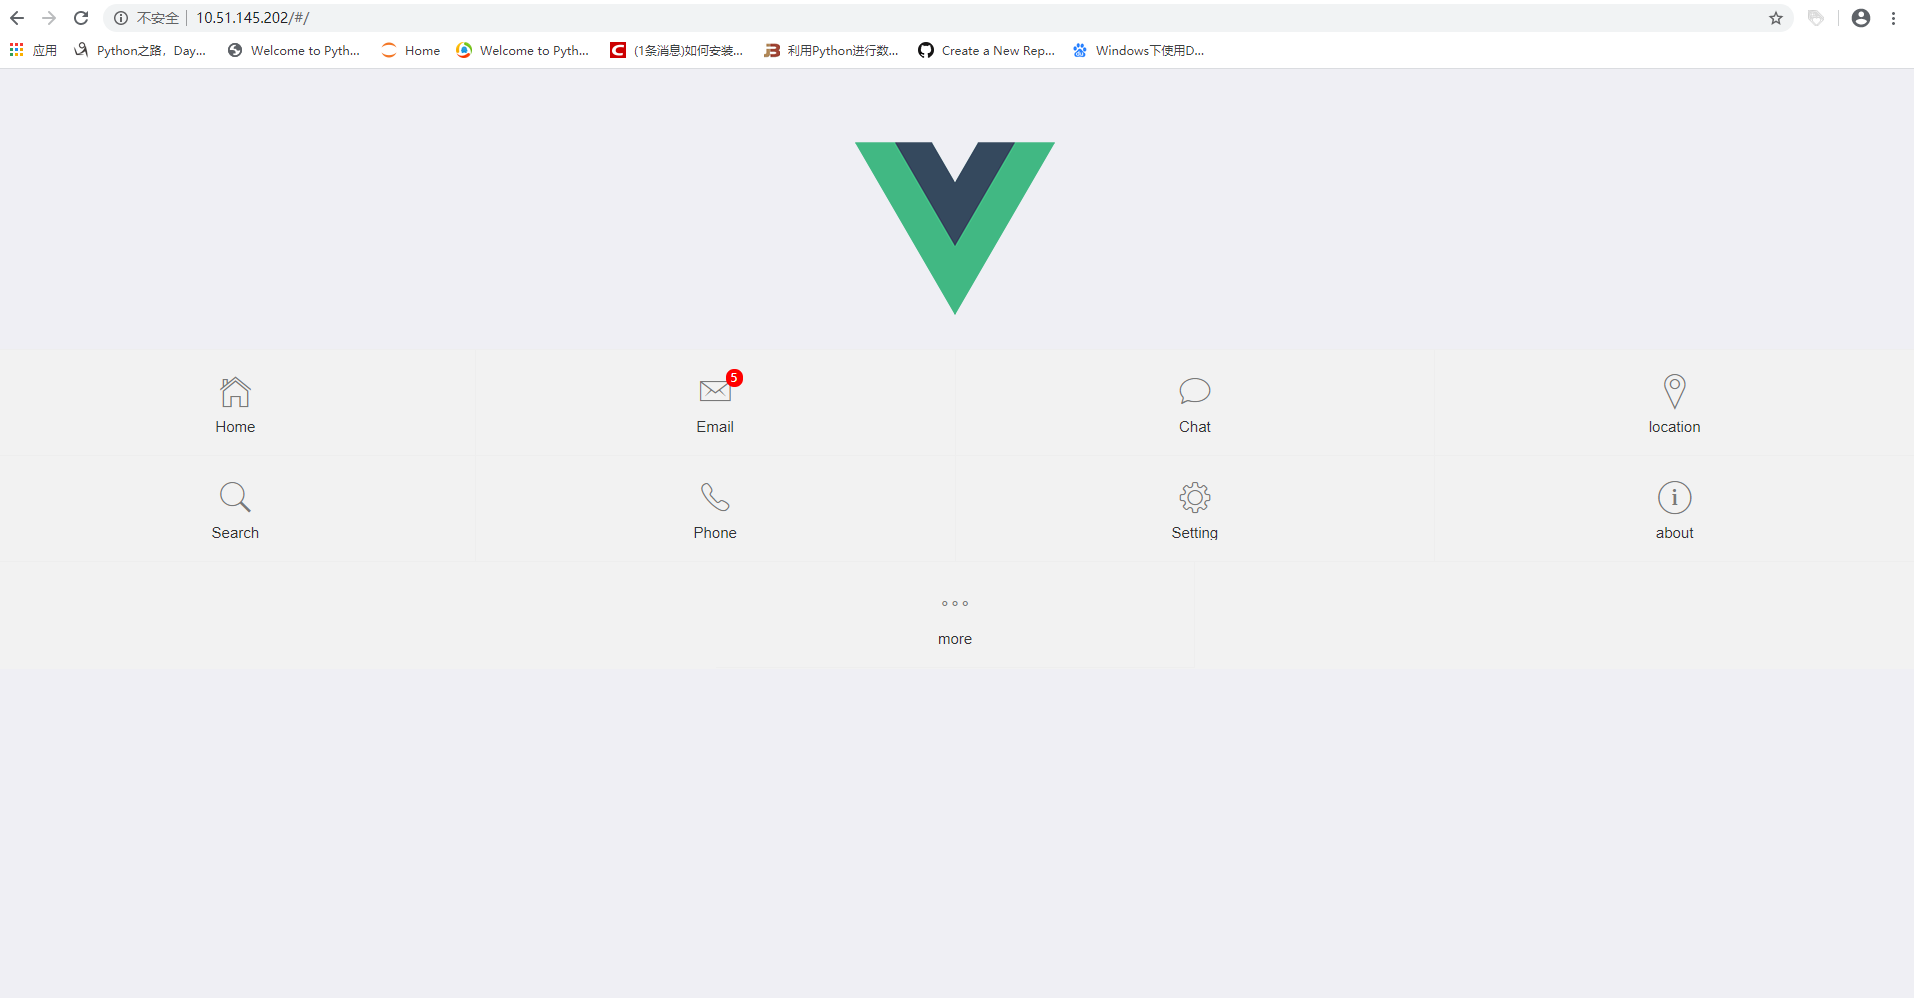 不安全 10.51.145.202/#/
应用 Python之路，Day... Welcome to Pyth... Home Welcome to Pyth... (1条消息)如何安装... 利用Python进行数... Create a New Rep... Windows下使用D...
5
Home Email Chat location
Search Phone Setting about
more